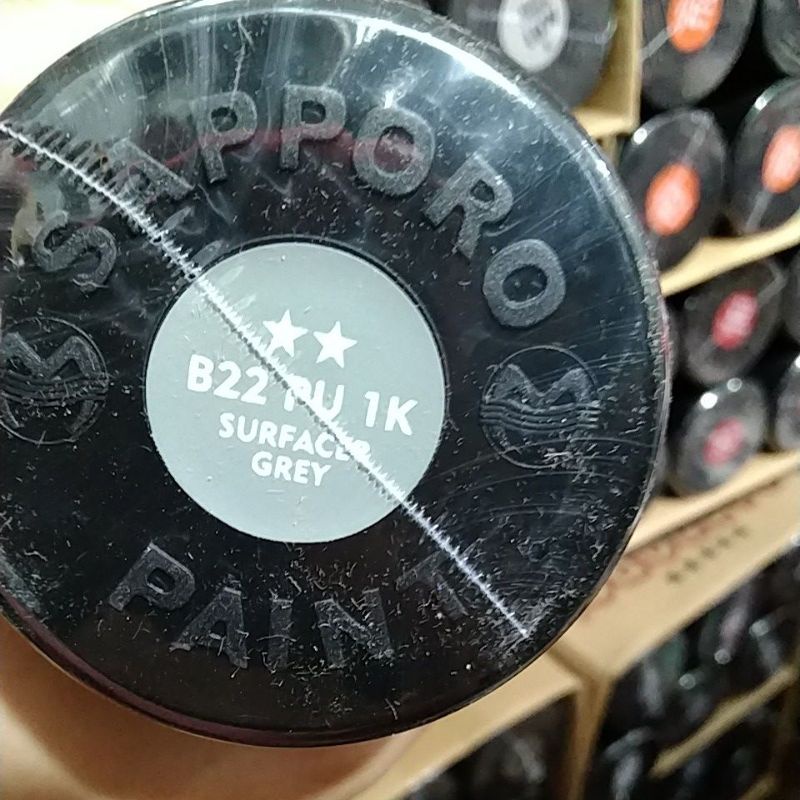 SAPPORO
★★
B22 PU 1K
SURFACER
GREY
PAINT